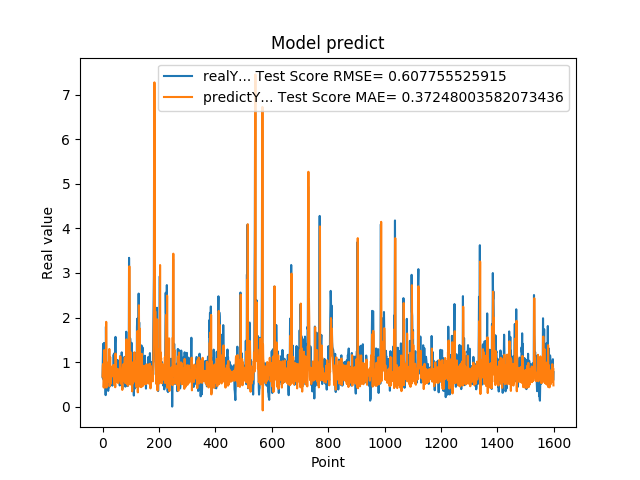 Model predict
realY... Test Score RMSE= 0.607755525915
predictY... Test Score MAE= 0.37248003582073436
7
6
5
4
3
2
1
0
Real value
0 200 400 600 800 1000 1200 1400 1600
Point